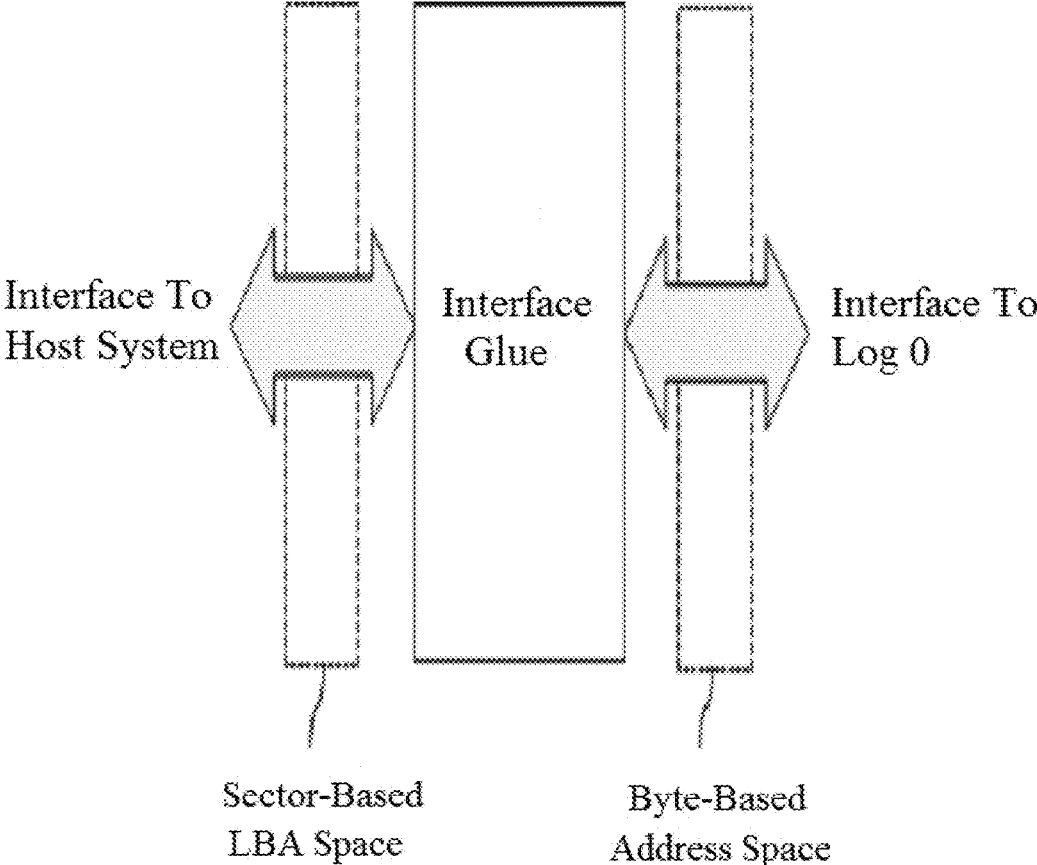 Interface To
Host System
Interface
Glue
Interface To
Log 0
Sector-Based
LBA Space
Byte-Based
Address Space